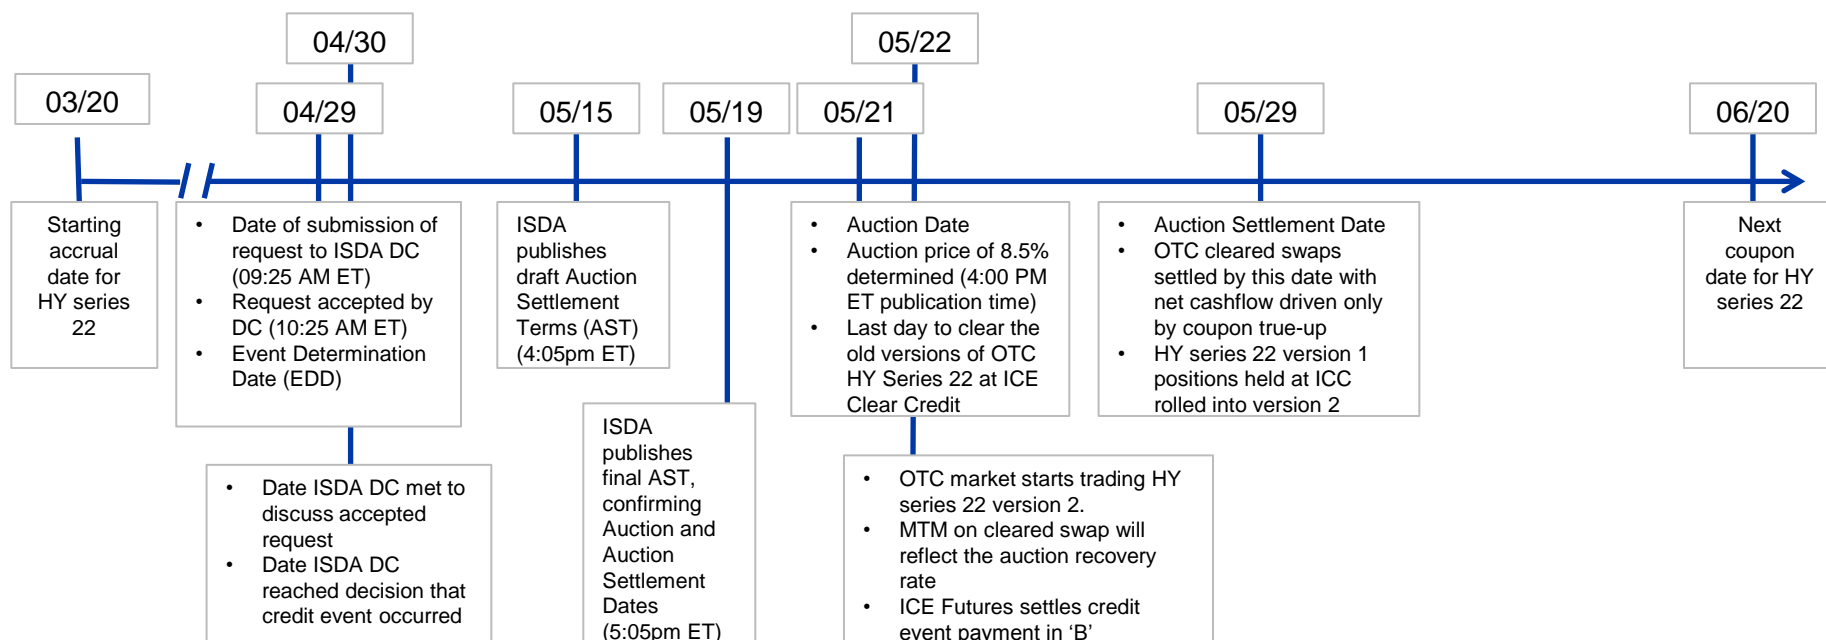 04/30
05/22
03/20
04/29
05/15
05/19
05/21
05/29
06/20
Starting
accrual
date for
HY series
22
• Date of submission of
request to ISDA DC
(09:25 AM ET)
• Request accepted by
DC (10:25 AM ET)
• Event Determination
Date (EDD)
ISDA
publishes
draft Auction
Settlement
Terms (AST)
(4:05pm ET)
• Auction Date
• Auction price of 8.5%
determined (4:00 PM
ET publication time)
• Last day to clear the
old versions of OTC
HY Series 22 at ICE
Clear Credit
• Auction Settlement Date
• OTC cleared swaps
settled by this date with
net cashflow driven only
by coupon true-up
• HY series 22 version 1
positions held at ICC
rolled into version 2
Next
coupon
date for HY
series 22
• Date ISDA DC met to
discuss accepted
request
• Date ISDA DC
reached decision that
credit event occurred
ISDA
publishes
final AST,
confirming
Auction and
Auction
Settlement
Dates
(5:05pm ET)
• OTC market starts trading HY
series 22 version 2.
• MTM on cleared swap will
reflect the auction recovery
rate
• ICE Futures settles credit
event payment in ‘B’